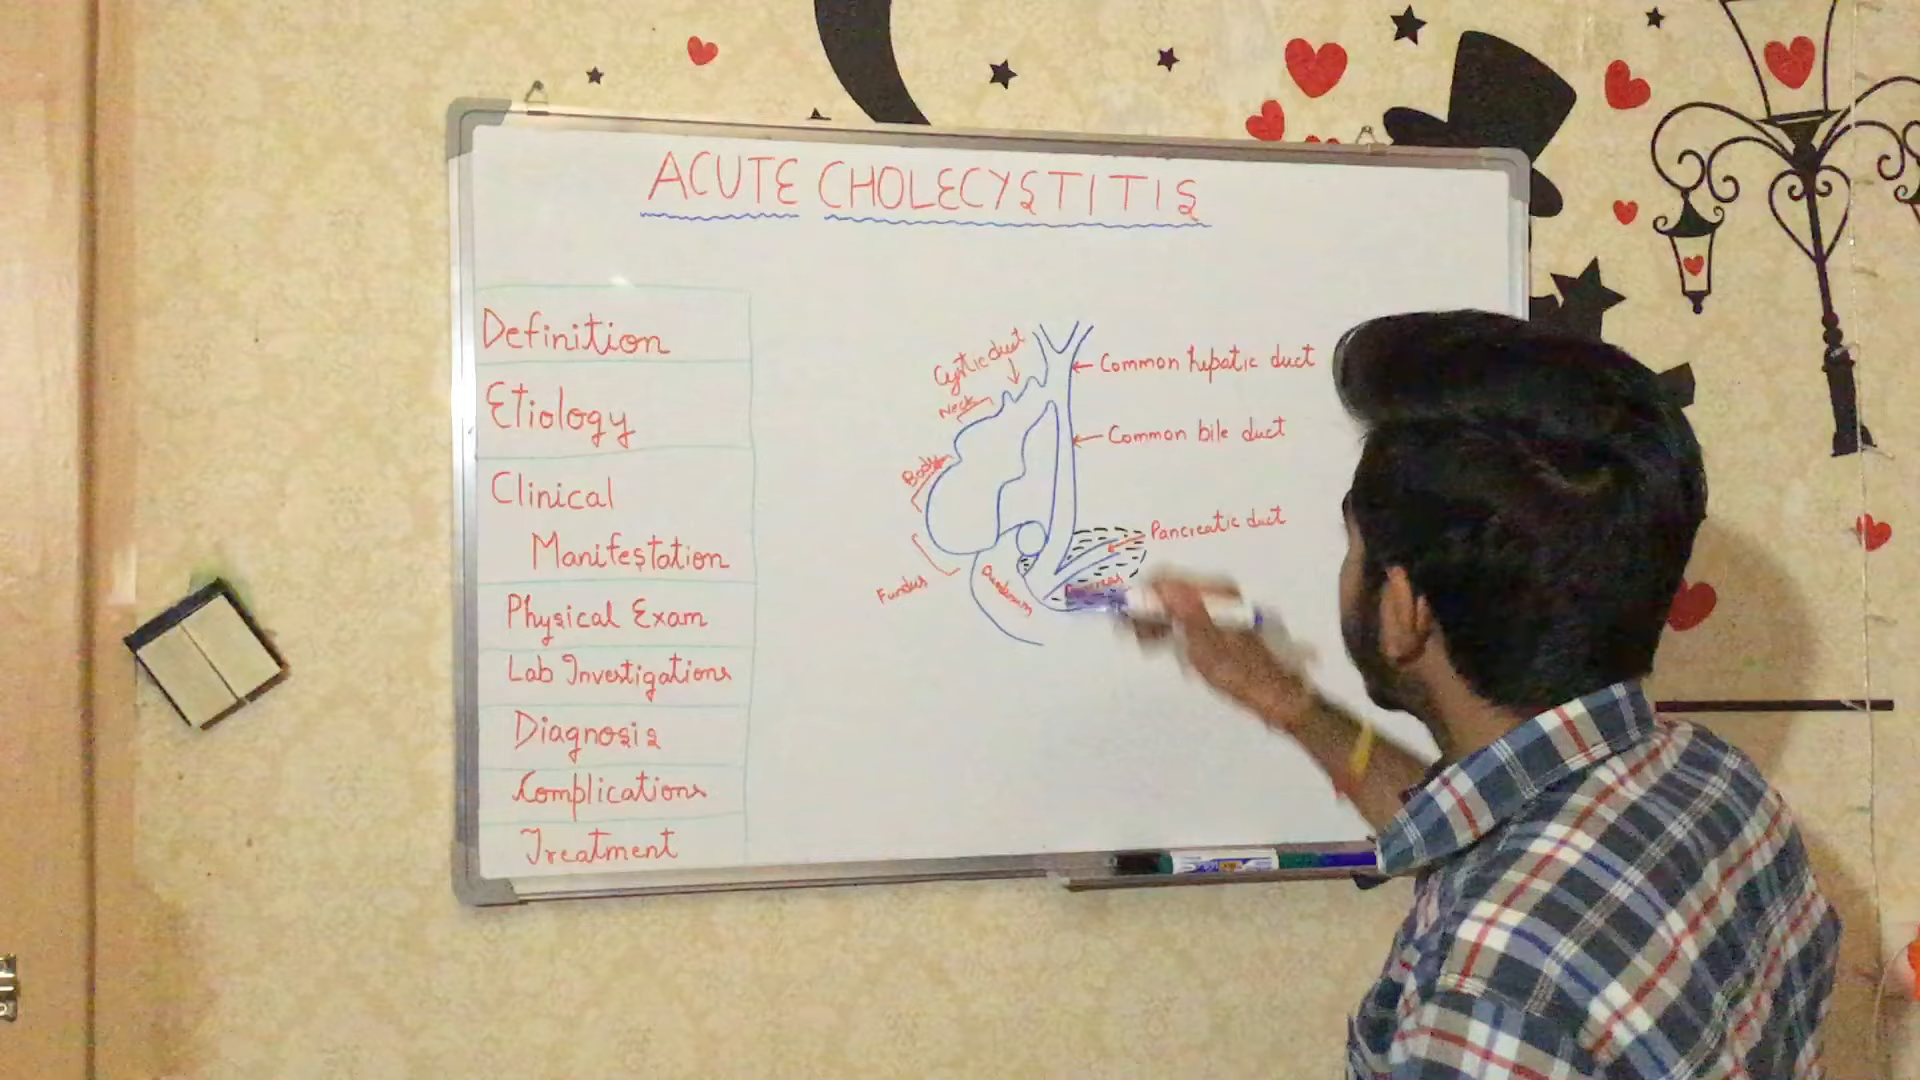 ACUTE CHOLECYSTITIS
Definition
Etiology
Clinical
Manifestation
Physical Exam
Lab Investigations
Diagnosis
Complications
Treatment
Cystic duct
Neck
Body
Fundus
Common hepatic duct
Common bile duct
Pancreatic duct